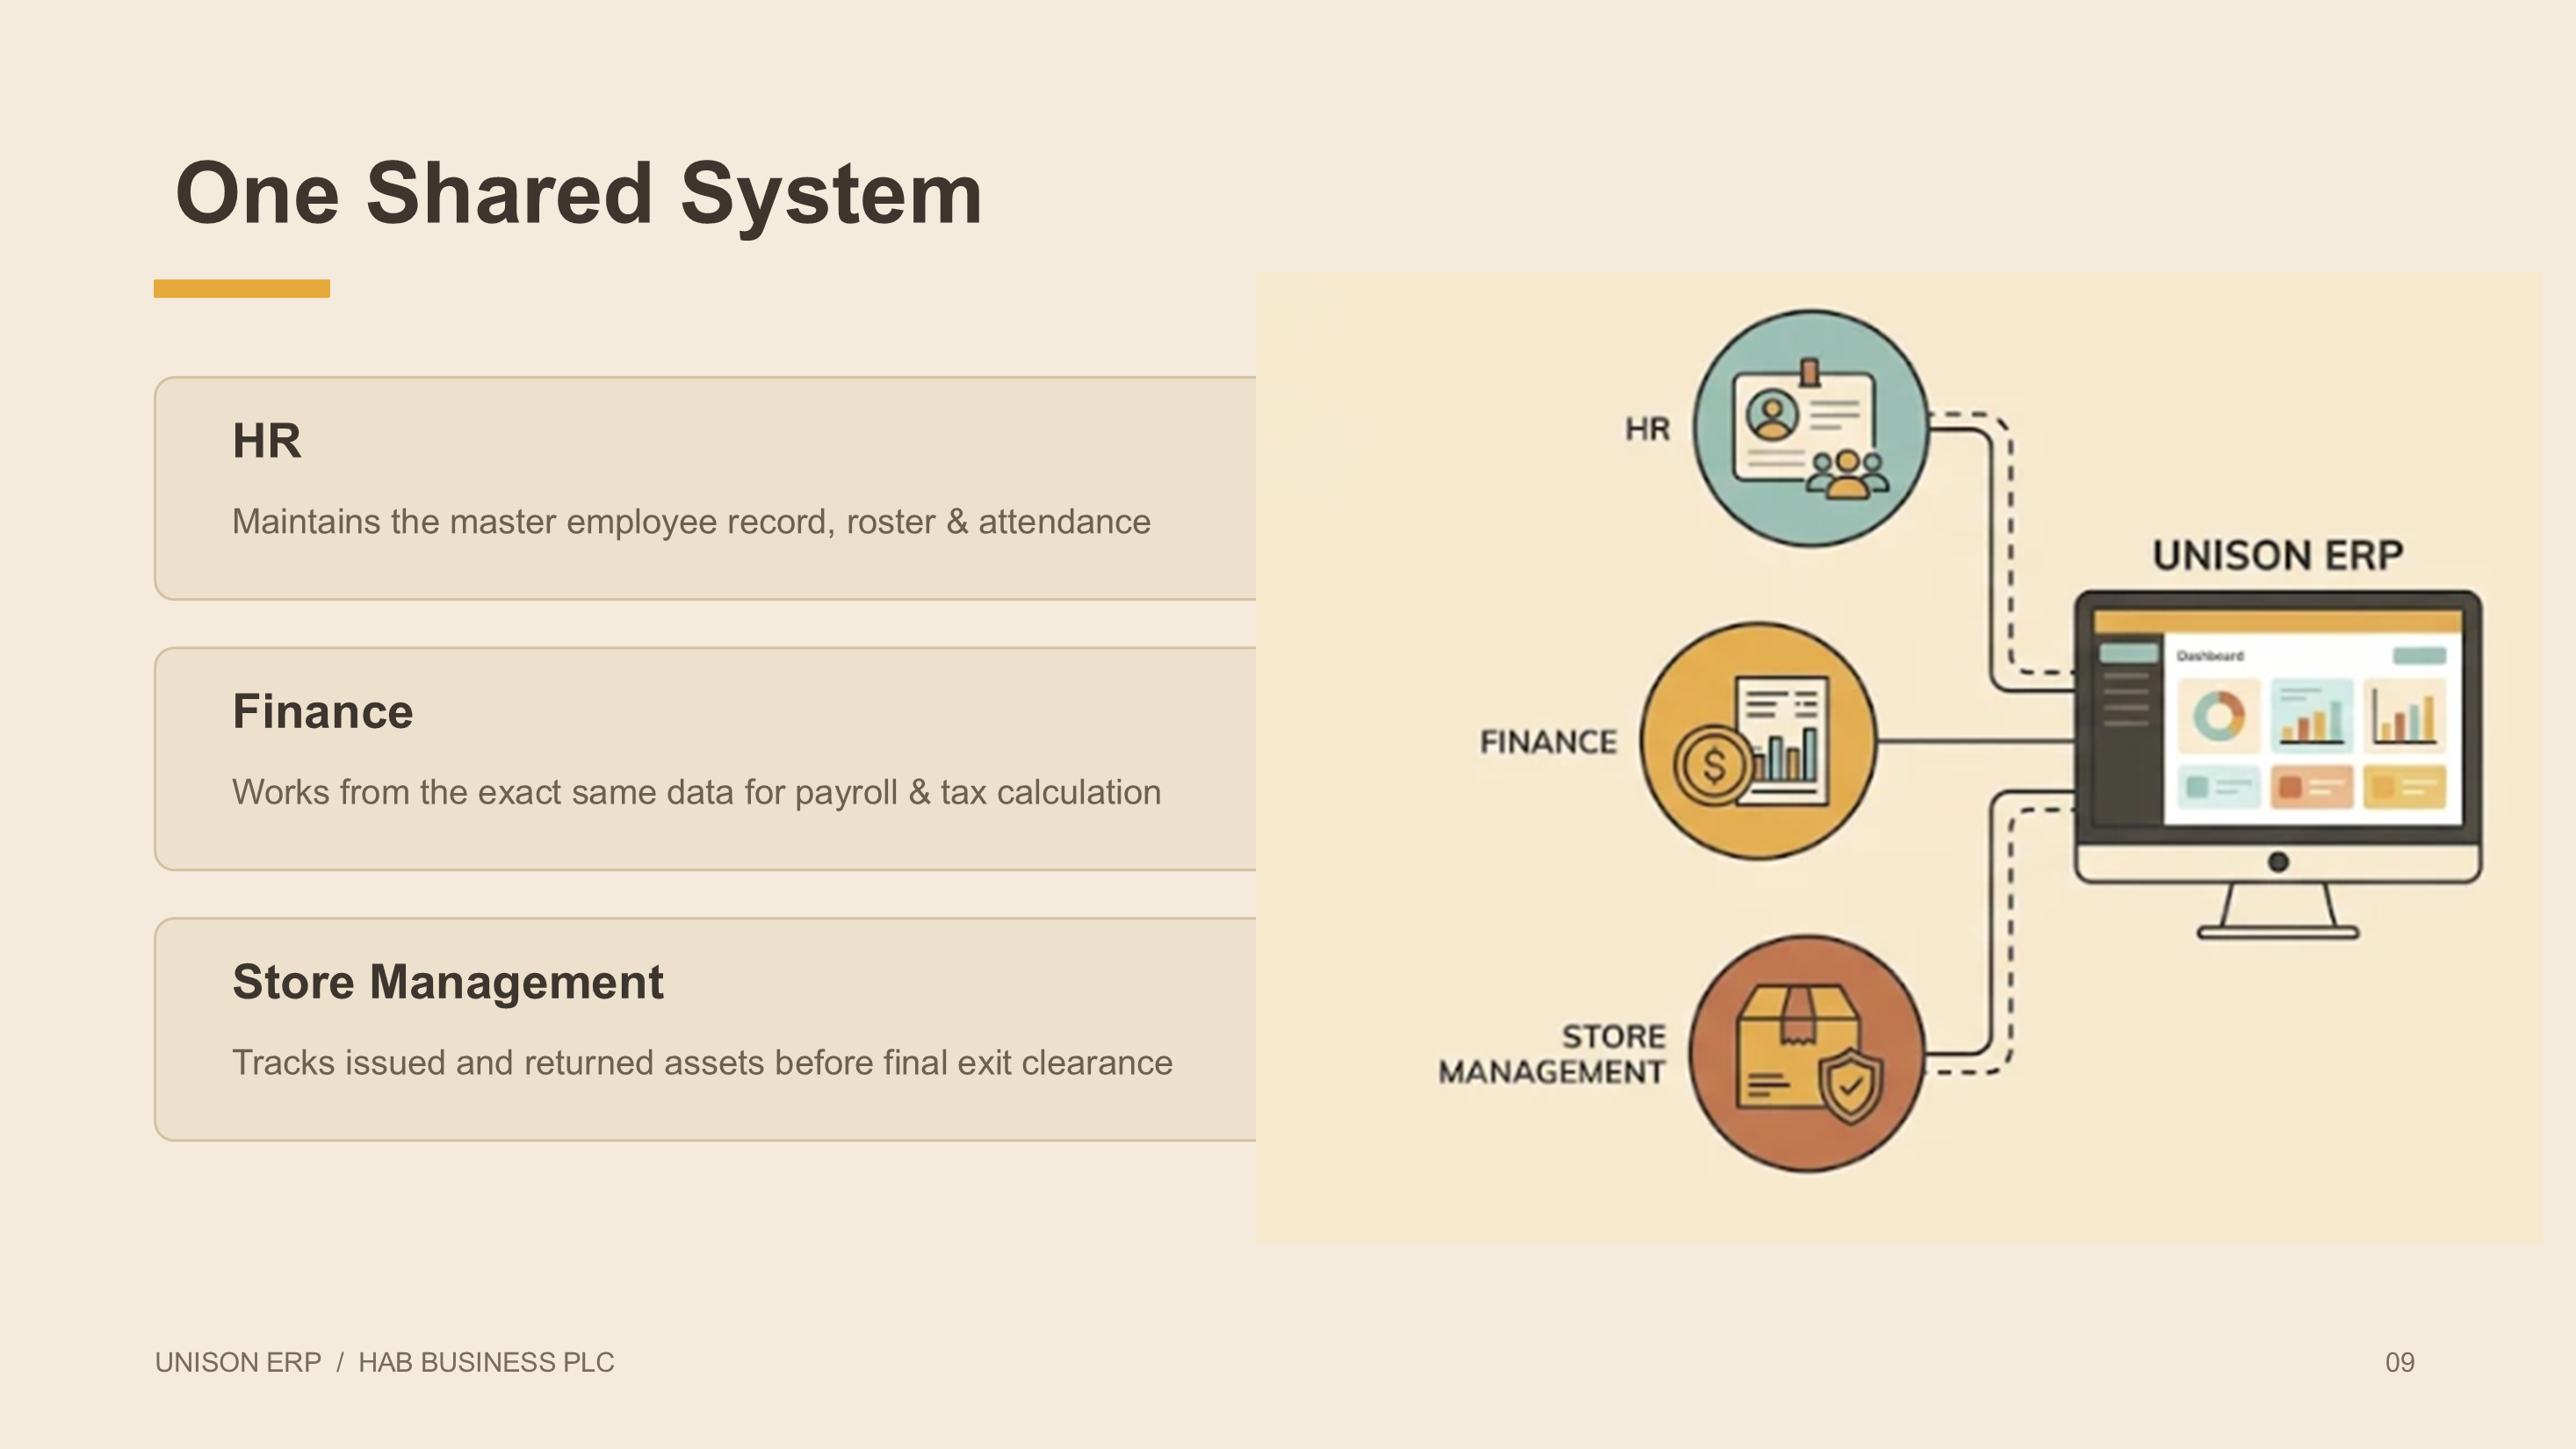 One Shared System
HR
Maintains the master employee record, roster & attendance
Finance
Works from the exact same data for payroll & tax calculation
Store Management
Tracks issued and returned assets before final exit clearance
HR
FINANCE
STORE
MANAGEMENT
UNISON ERP
Dashboard
UNISON ERP / HAB BUSINESS PLC
09